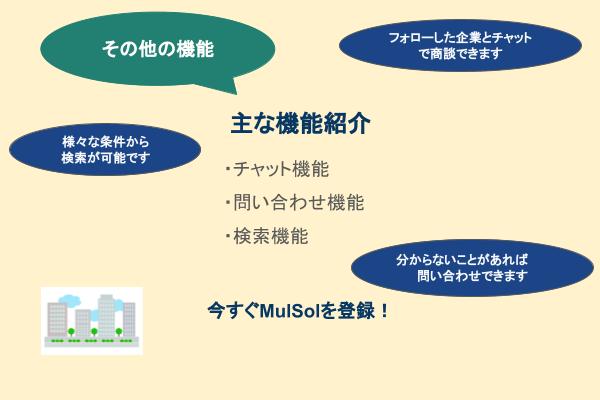 その他の機能
フォローした企業とチャット
で商談できます
主な機能紹介
様々な条件から
検索が可能です
・チャット機能
・問い合わせ機能
・検索機能
分からないことがあれば
問い合わせできます
今すぐMulSolを登録！